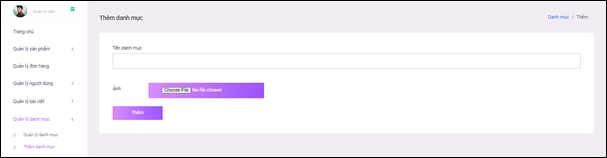 Quản trị viên
Trang chủ
Quản lý sản phẩm
Quản lý đơn hàng
Quản lý người dùng
Quản lý bài viết
Quản lý danh mục
Quản lý danh mục
Thêm danh mục
Thêm danh mục
Danh mục / Thêm
Tên danh mục
Ảnh
Choose File No file chosen
Thêm